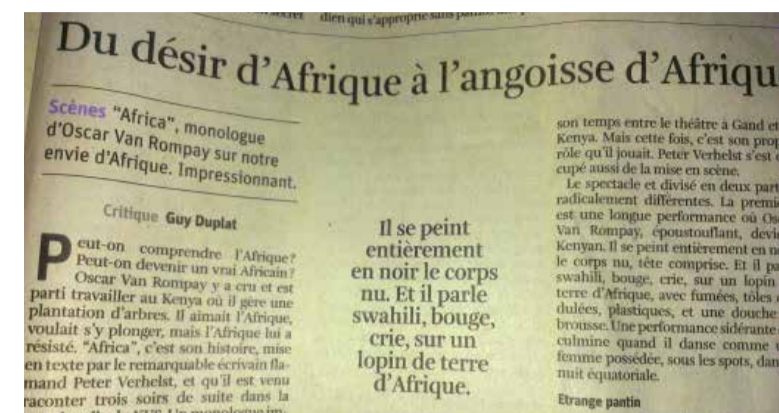 dien qui s'approprie sans
Du désir d'Afrique à l'angoisse d'Afriqu
Scènes "Africa", monologue
d'Oscar Van Rompay sur notre
envie d'Afrique. Impressionnant.
Critique Guy Duplat
Peut-on comprendre l'Afrique?
Peut-on devenir un vrai Africain?
Oscar Van Rompay y a cru et est
parti travailler au Kenya où il gère une
plantation d'arbres. Il aimait l'Afrique,
voulait s'y plonger, mais l'Afrique lui a
résisté. "Africa", c'est son histoire, mise
en texte par le remarquable écrivain fla-
mand Peter Verhelst, et qu'il est venu
raconter trois soirs de suite dans la
Il se peint
entièrement
en noir le corps
nu. Et il parle
swahili, bouge,
crie, sur un
lopin de terre
d'Afrique.
son temps entre le théâtre à Gand et
Kenya. Mais cette fois, c'est son prop
rôle qu'il jouait. Peter Verhelst s'est
cupé aussi de la mise en scène.
Le spectacle et divisé en deux part
radicalement différentes. La premiè
est une longue performance où Os
Van Rompay, époustouflant, devie
Kenyan. Il se peint entièrement en n
le corps nu, tête comprise. Et il pa
swahili, bouge, crie, sur un lopin
terre d'Afrique, avec fumées, tôles
dulées, plastiques, et une douche
brousse. Une performance sidérante
culmine quand il danse comme u
femme possédée, sous les spots, dan
nuit équatoriale.
Etrange pantin